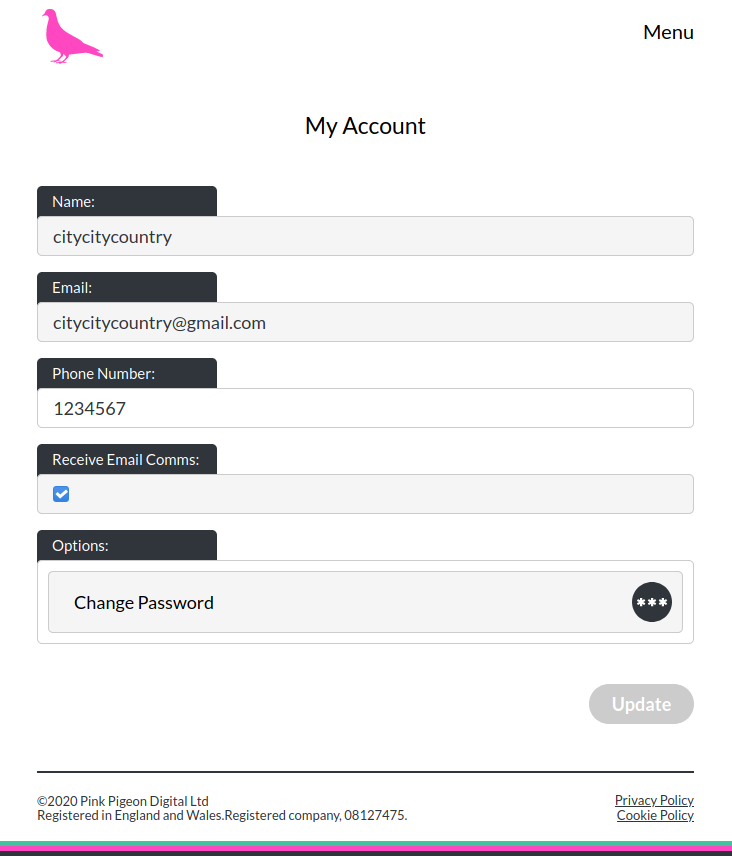 Menu
My Account
Name:
citycitycountry
Email:
citycitycountry@gmail.com
Phone Number:
1234567
Receive Email Comms:
Options:
Change Password
***
Update
©2020 Pink Pigeon Digital Ltd
Registered in England and Wales.Registered company, 08127475.
Privacy Policy
Cookie Policy